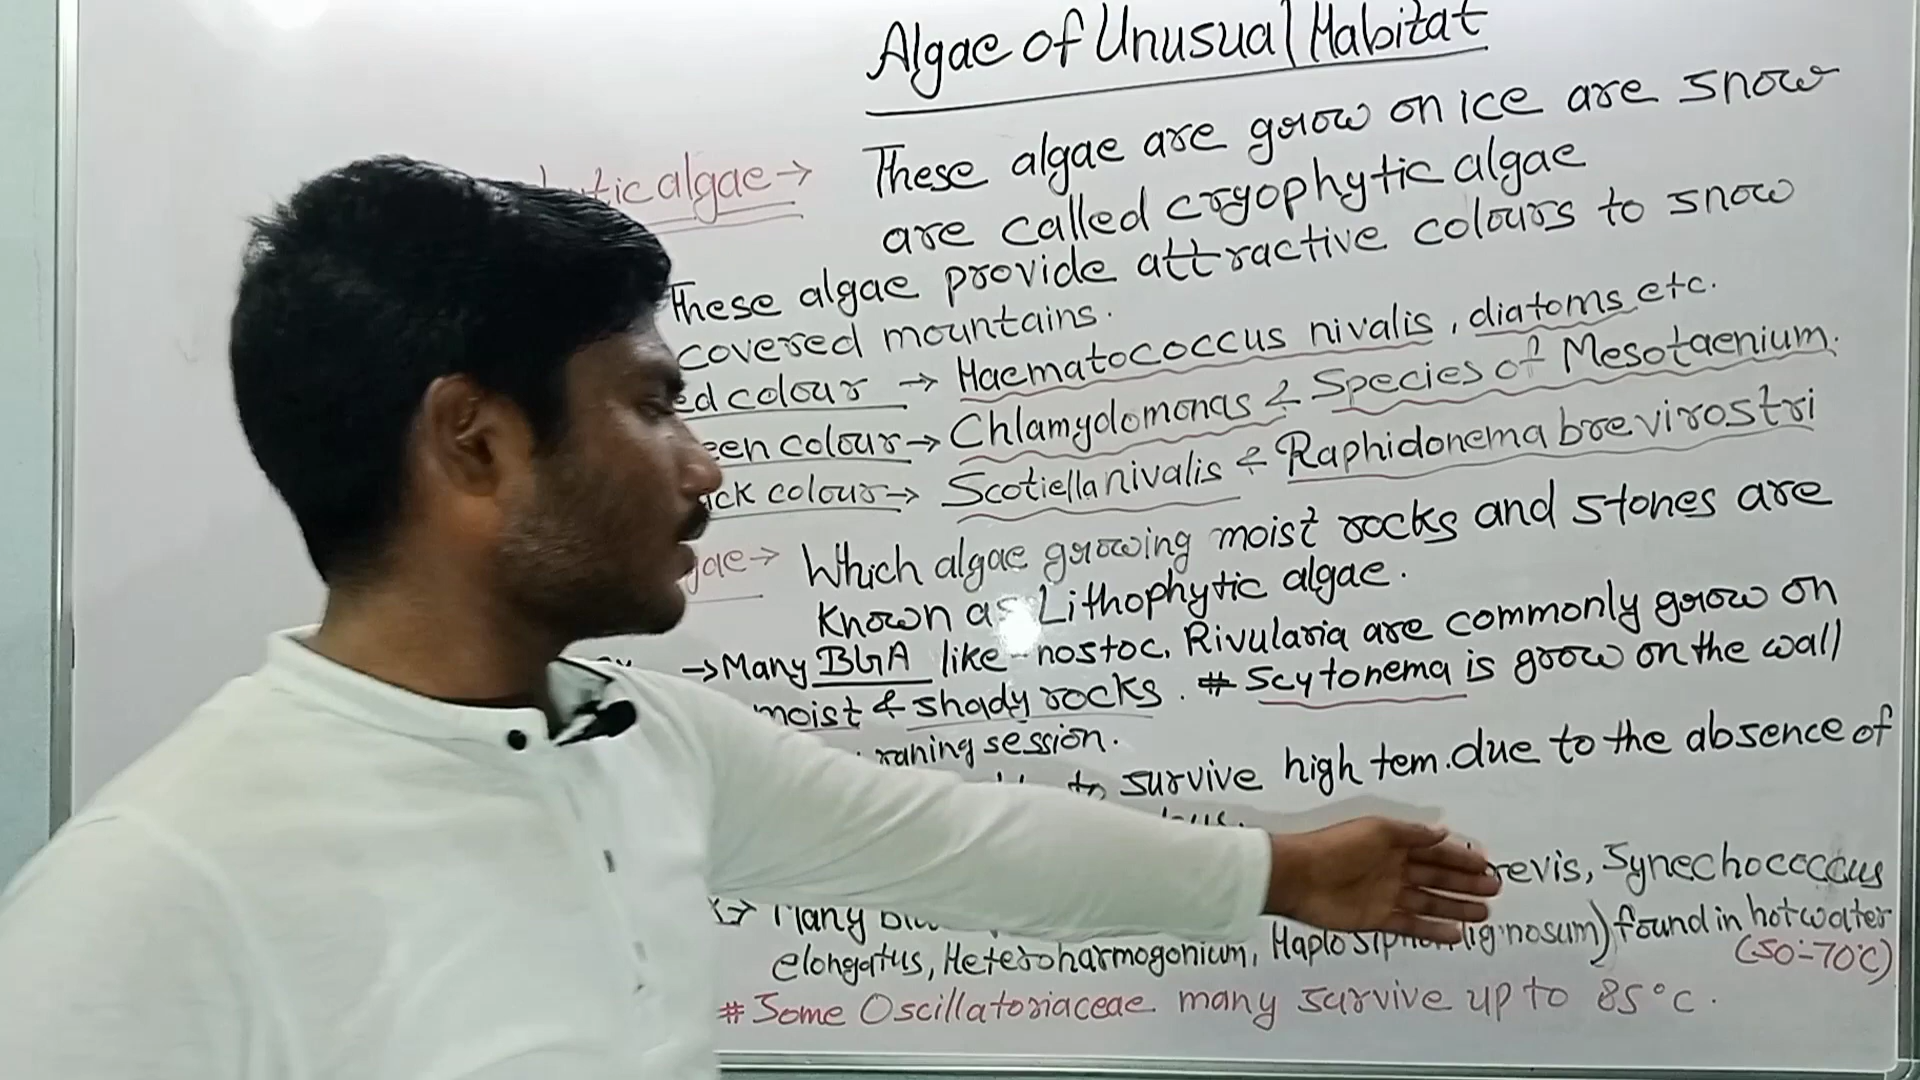 Algae of Unusual Habitat
algae→ These algae are grow on ice are snow
are called cryophytic algae
These algae provide attractive colours to snow
covered mountains.
ed colour → Haematococcus nivalis, diatoms etc.
een colour → Chlamydomonas & Species of Mesotaenium.
ack colour → Scotiella nivalis & Raphidonema brevirostri
gae → Which algae growing moist rocks and stones are
Known as Lithophytic algae.
→ Many BGA like nostoc, Rivularia are commonly grow on
moist & shady rocks. # Scytonema is grow on the wall
raning session.
to survive high tem. due to the absence of
revis, Synechococcus
→ Many
elongatus, Heteroharmogonium, lignosum) found in hot water
(50-70°C)
# Some Oscillatoriaceae many survive up to 85°C.